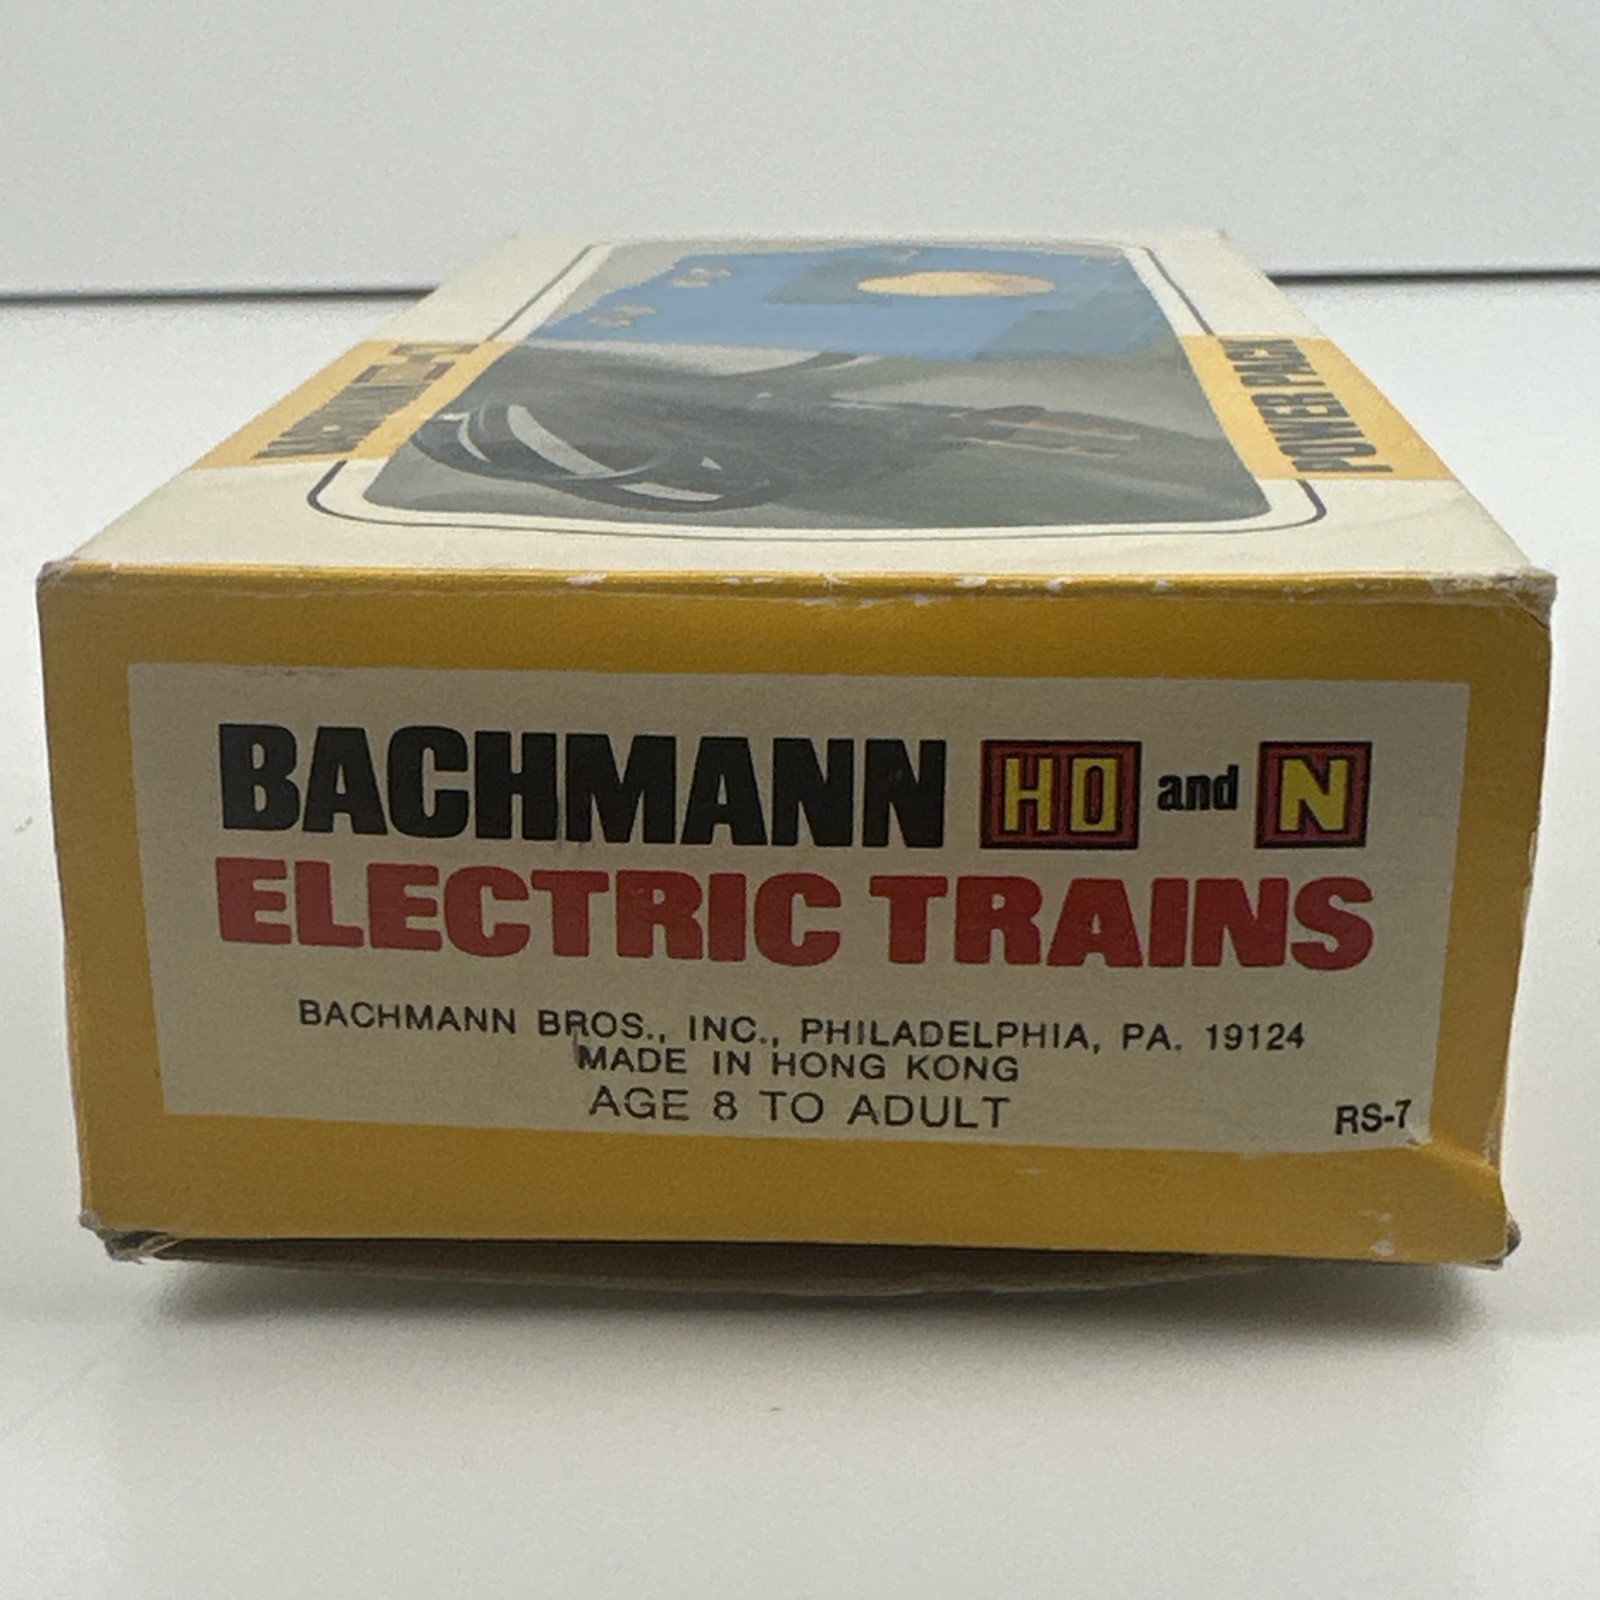 BACHMANN
POWER PACK
BACHMANN HO and N
ELECTRIC TRAINS
BACHMANN BROS., INC., PHILADELPHIA, PA. 19124
MADE IN HONG KONG
AGE 8 TO ADULT
RS-7